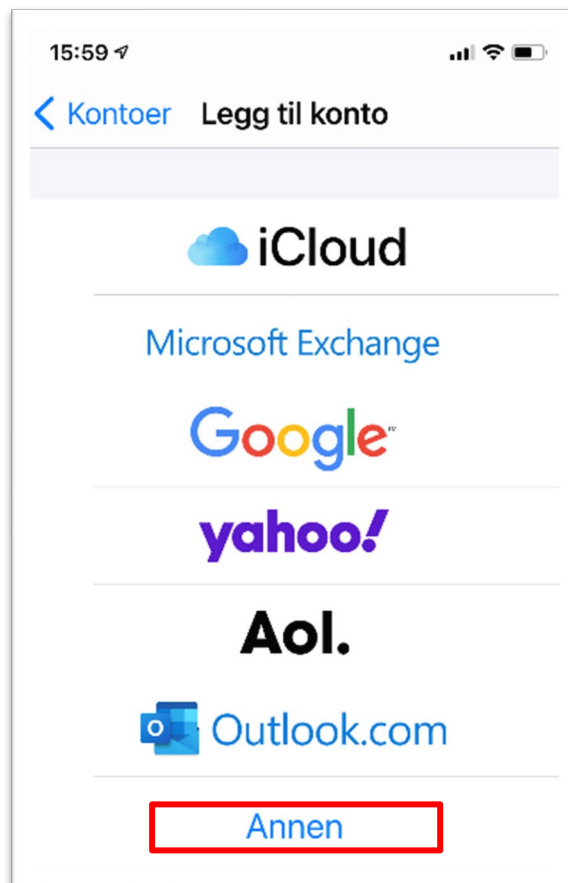 15:59
Kontoer Legg til konto
iCloud
Microsoft Exchange
Google
yahoo!
Aol.
Outlook.com
Annen